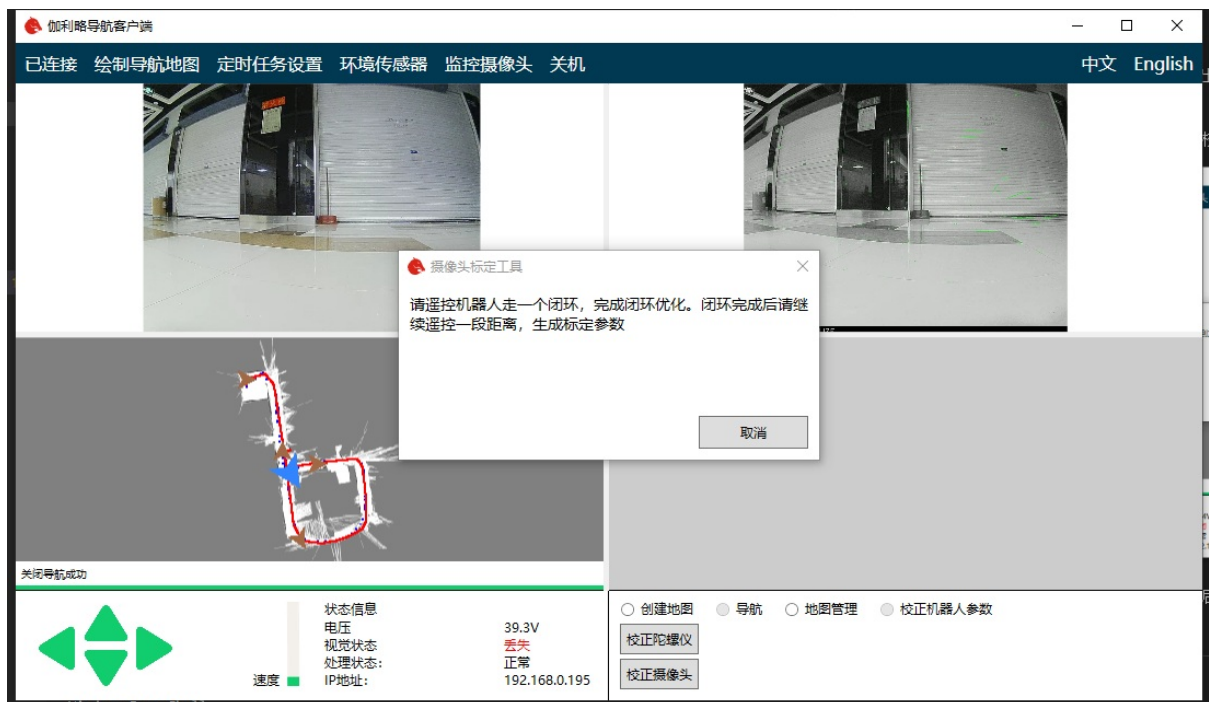 伽利略导航客户端
已连接 绘制导航地图 定时任务设置 环境传感器 监控摄像头 关机 中文 English
摄像头标定工具
请遥控机器人走一个闭环，完成闭环优化。闭环完成后请继
续遥控一段距离，生成标定参数
取消
关闭导航成功
速度
状态信息
电压 39.3V
视觉状态 丢失
处理状态: 正常
IP地址: 192.168.0.195
创建地图 导航 地图管理 校正机器人参数
校正陀螺仪
校正摄像头